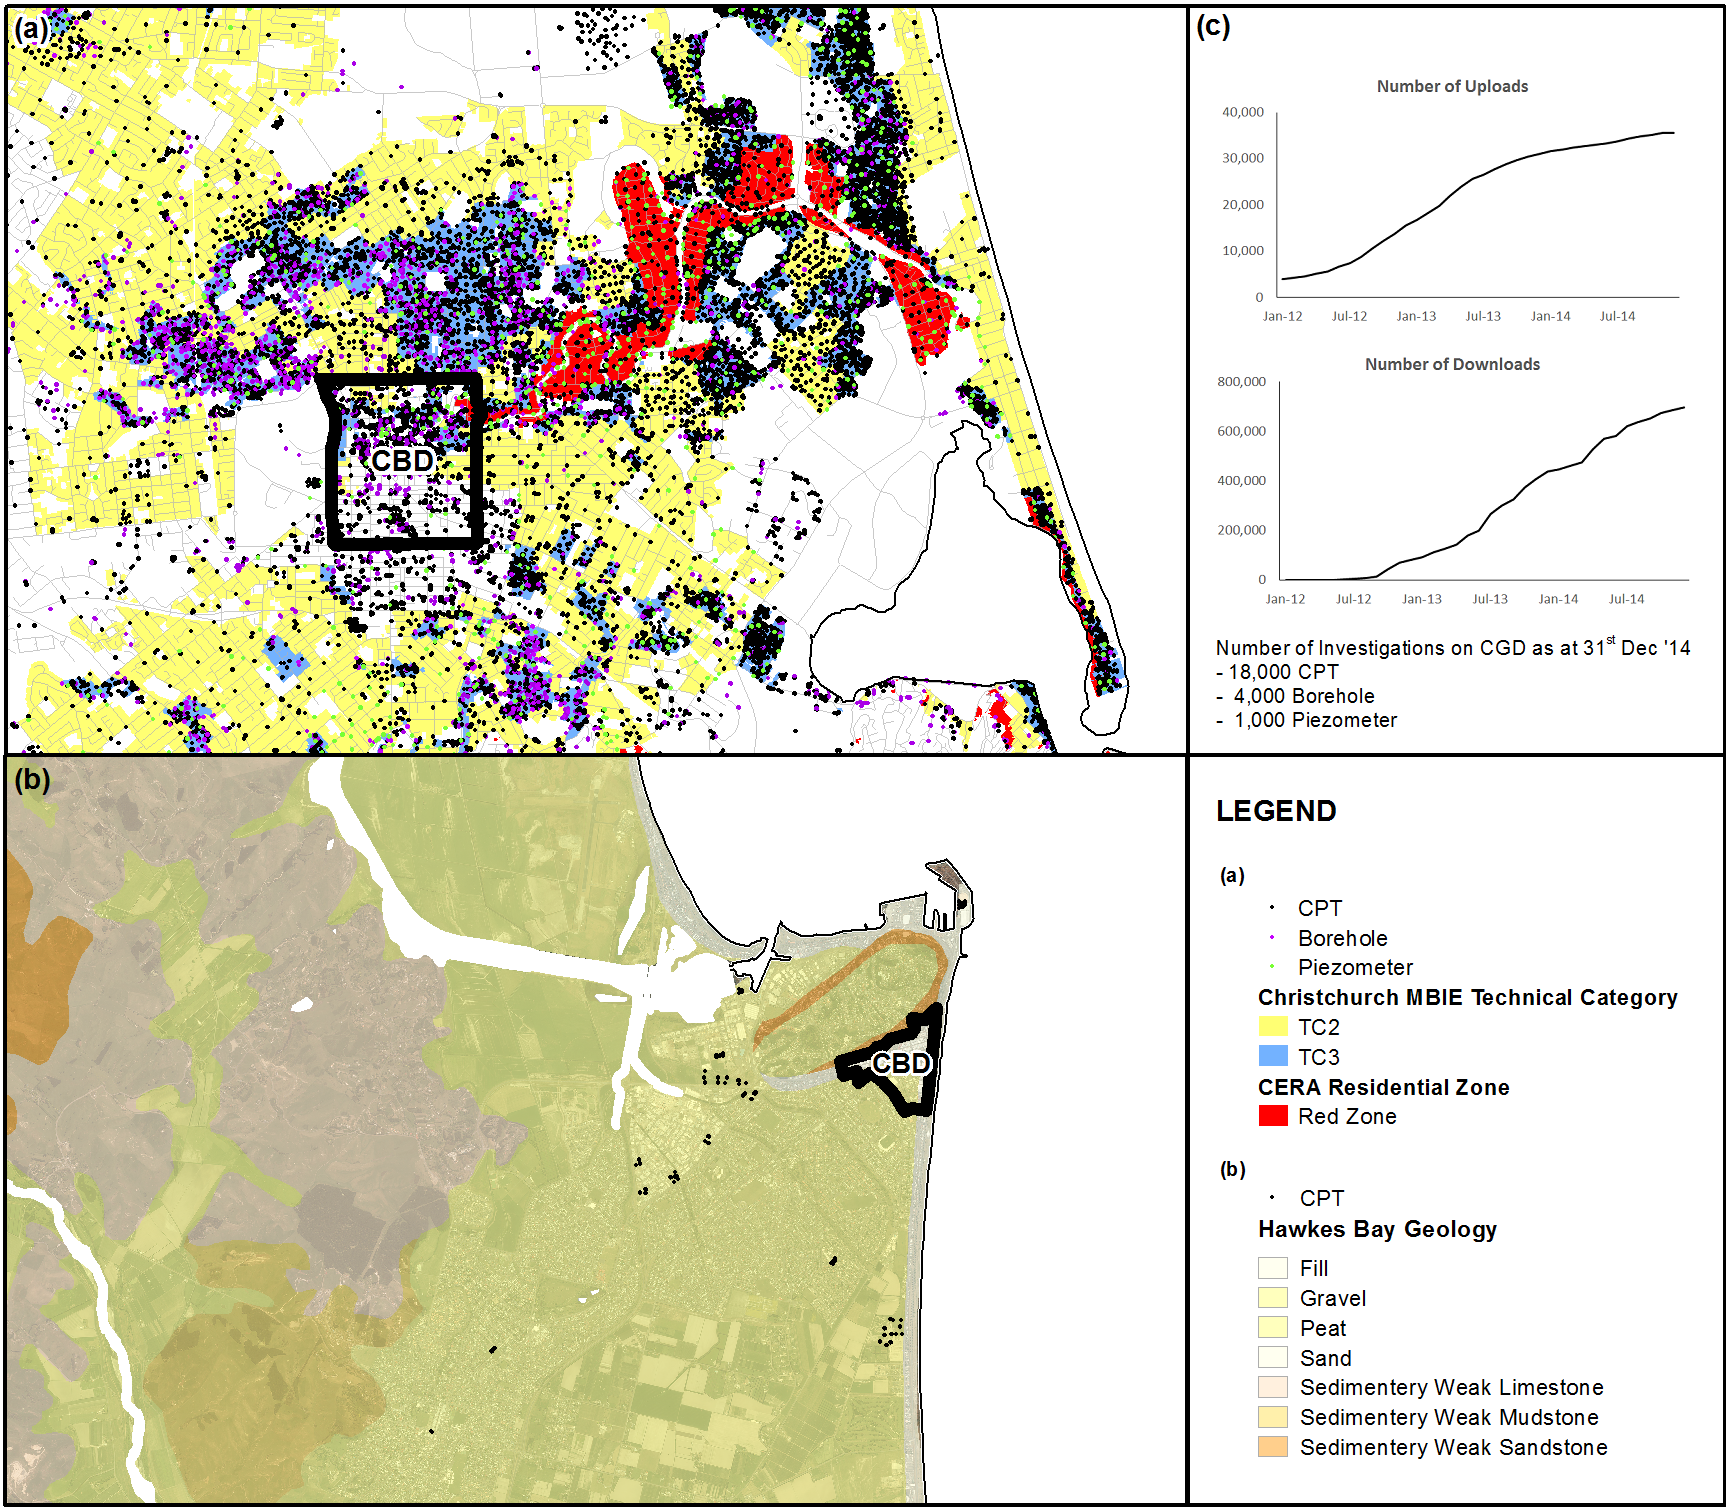 (a)
CBD
(c)
Number of Uploads
40,000
30,000
20,000
10,000
0
Jan-12 Jul-12 Jan-13 Jul-13 Jan-14 Jul-14
Number of Downloads
800,000
600,000
400,000
200,000
0
Jan-12 Jul-12 Jan-13 Jul-13 Jan-14 Jul-14
Number of Investigations on CGD as at 31st Dec '14
- 18,000 CPT
- 4,000 Borehole
- 1,000 Piezometer
(b)
CBD
LEGEND
(a)
CPT
Borehole
Piezometer
Christchurch MBIE Technical Category
TC2
TC3
CERA Residential Zone
Red Zone
(b)
CPT
Hawkes Bay Geology
Fill
Gravel
Peat
Sand
Sedimentery Weak Limestone
Sedimentery Weak Mudstone
Sedimentery Weak Sandstone